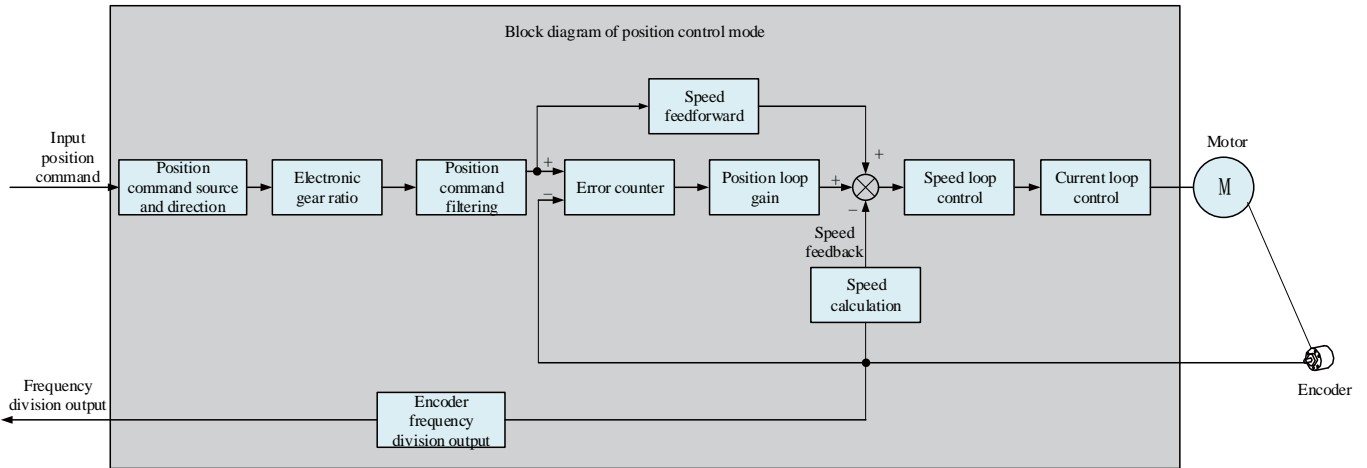 Block diagram of position control mode
Speed
feedforward
+
Input
position
command
Position
command source
and direction
Electronic
gear ratio
Position
command
filtering
+
−
Error counter
Position loop
gain
+
−
Speed loop
control
Current loop
control
Motor
M
Speed
feedback
Speed
calculation
Frequency
division output
Encoder
frequency
division output
Encoder